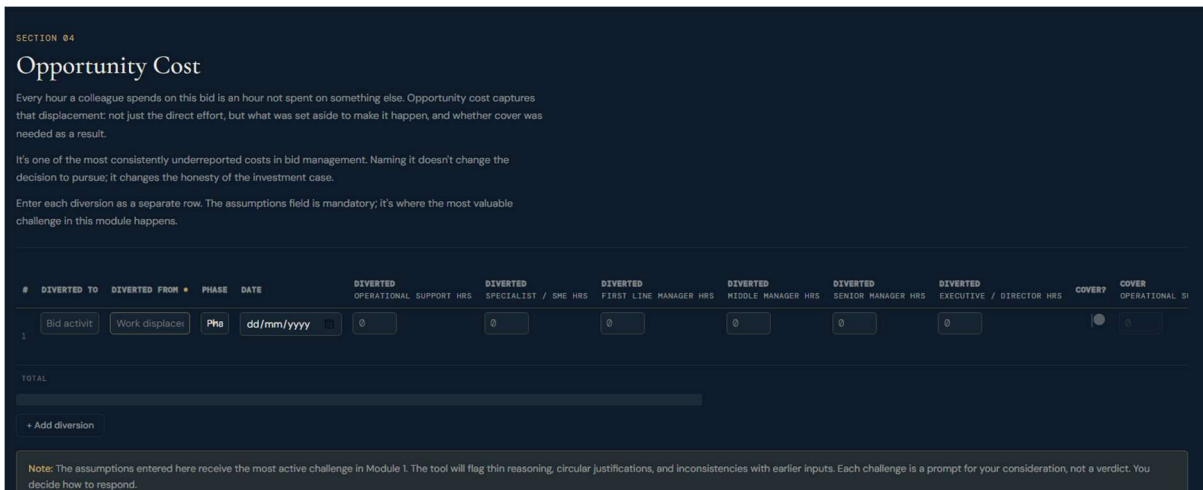 SECTION 04
Opportunity Cost
Every hour a colleague spends on this bid is an hour not spent on something else. Opportunity cost captures
that displacement: not just the direct effort, but what was set aside to make it happen, and whether cover was
needed as a result.
It's one of the most consistently underreported costs in bid management. Naming it doesn't change the
decision to pursue; it changes the honesty of the investment case.
Enter each diversion as a separate row. The assumptions field is mandatory; it's where the most valuable
challenge in this module happens.
# DIVERTED TO DIVERTED FROM * PHASE DATE DIVERTED OPERATIONAL SUPPORT HRS DIVERTED SPECIALIST / SME HRS DIVERTED FIRST LINE MANAGER HRS DIVERTED MIDDLE MANAGER HRS DIVERTED SENIOR MANAGER HRS DIVERTED EXECUTIVE / DIRECTOR HRS COVER? COVER OPERATIONAL SU
1 Bid activit Work displaced Pha dd/mm/yyyy 0 0 0 0 0 0 0
TOTAL
+ Add diversion
Note: The assumptions entered here receive the most active challenge in Module 1. The tool will flag thin reasoning, circular justifications, and inconsistencies with earlier inputs. Each challenge is a prompt for your consideration, not a verdict. You
decide how to respond.